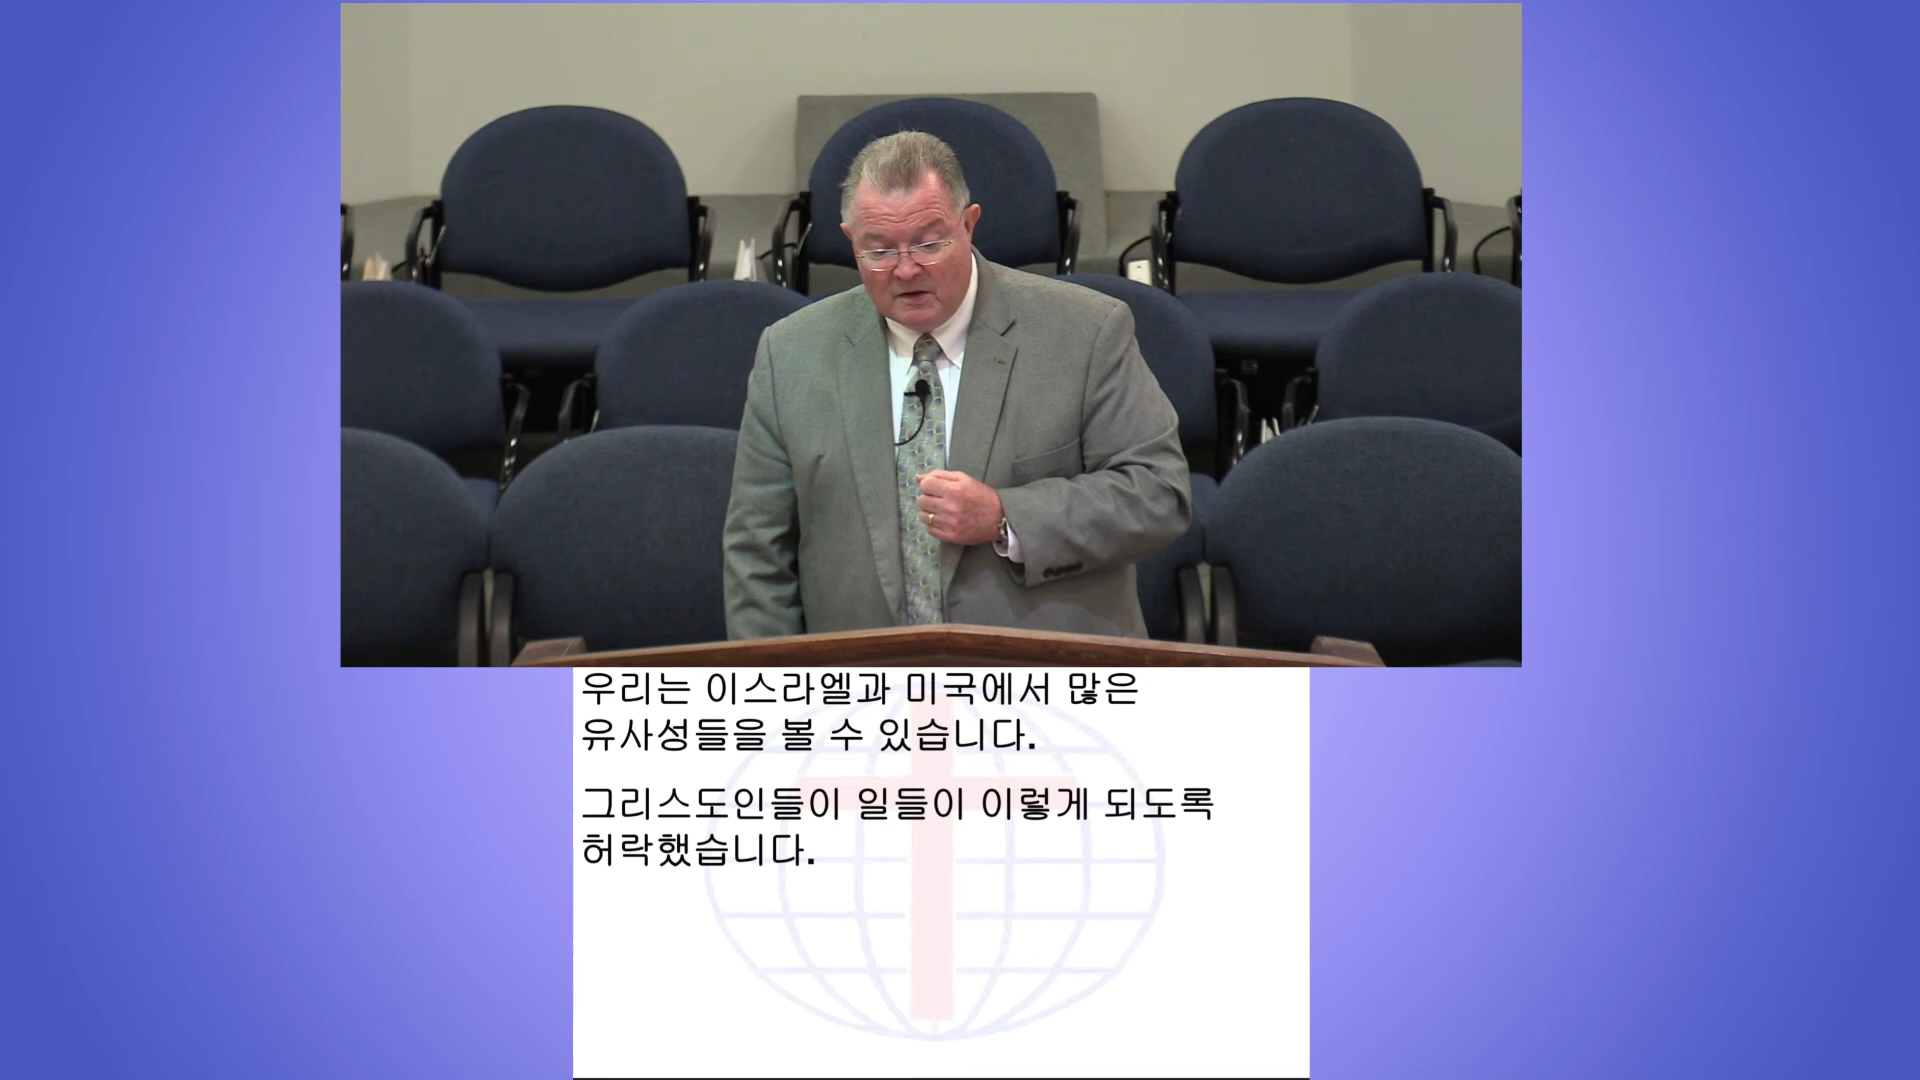 우리는 이스라엘과 미국에서 많은
유사성들을 볼 수 있습니다.
그리스도인들이 일들이 이렇게 되도록
허락했습니다.